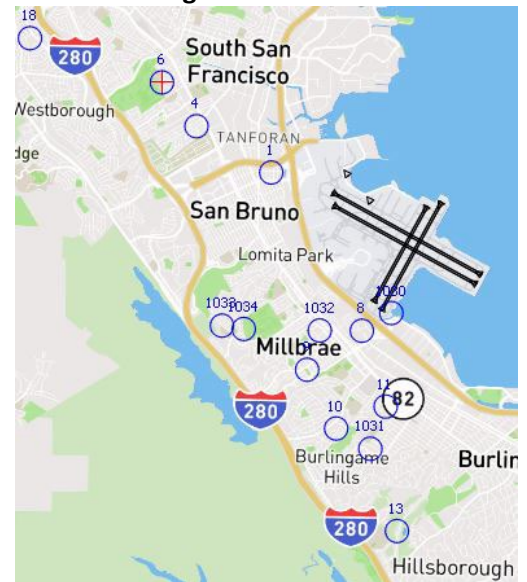 18
280
South San
Francisco
6
Westborough
4
TANFORAN
dge
1
San Bruno
Lomita Park
1033
1034
1032
8
1030
Millbrae
280
11
82
10
1031
Burlingame
Hills
Burlin
13
280
Hillsborough